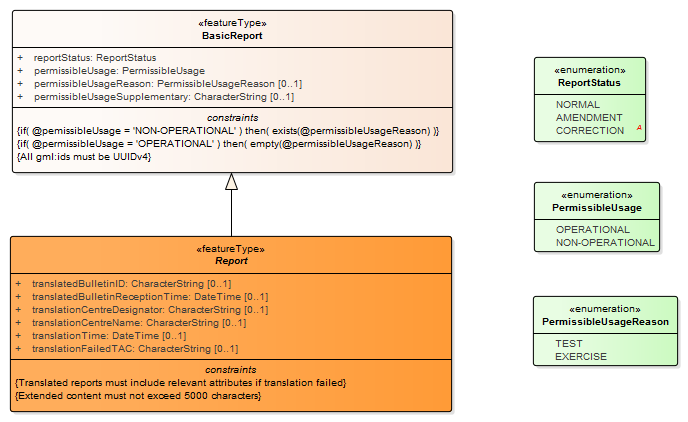 «featureType»
BasicReport
+ reportStatus: ReportStatus
+ permissibleUsage: PermissibleUsage
+ permissibleUsageReason: PermissibleUsageReason [0..1]
+ permissibleUsageSupplementary: CharacterString [0..1]
constraints
{if( @pemissibleUsage = 'NON-OPERATIONAL' ) then( exists(@permissibleUsageReason) )}
{if( @pemissibleUsage = 'OPERATIONAL' ) then( empty(@permissibleUsageReason) )}
{All gml:ids must be UUIDv4}
«featureType»
Report
+ translatedBulletinID: CharacterString [0..1]
+ translatedBulletinReceptionTime: DateTime [0..1]
+ translationCentreDesignator: CharacterString [0..1]
+ translationCentreName: CharacterString [0..1]
+ translationTime: DateTime [0..1]
+ translationFailedTAC: CharacterString [0..1]
constraints
{Translated reports must include relevant attributes if translation failed}
{Extended content must not exceed 5000 characters}
«enumeration»
ReportStatus
NORMAL
AMENDMENT
CORRECTION
A
«enumeration»
PermissibleUsage
OPERATIONAL
NON-OPERATIONAL
«enumeration»
PermissibleUsageReason
TEST
EXERCISE